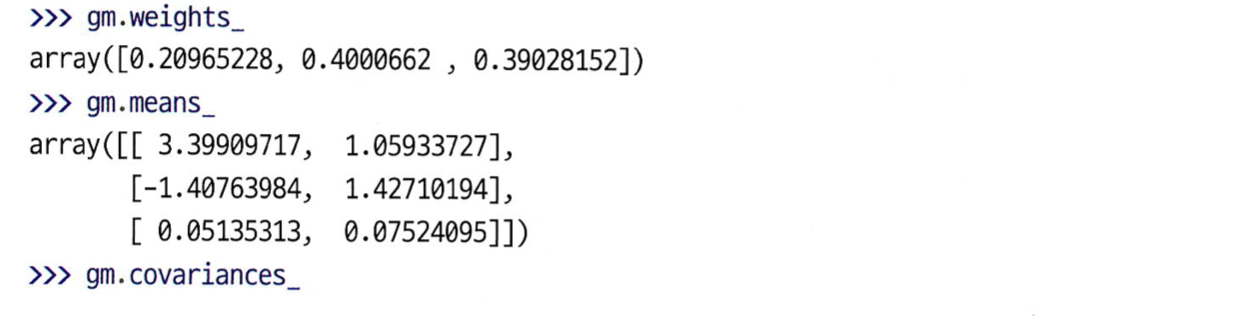 >>> gm.weights_
array([0.20965228, 0.4000662 , 0.39028152])
>>> gm.means_
array([[ 3.39909717,  1.05933727],
       [-1.40763984,  1.42710194],
       [ 0.05135313,  0.07524095]])
>>> gm.covariances_